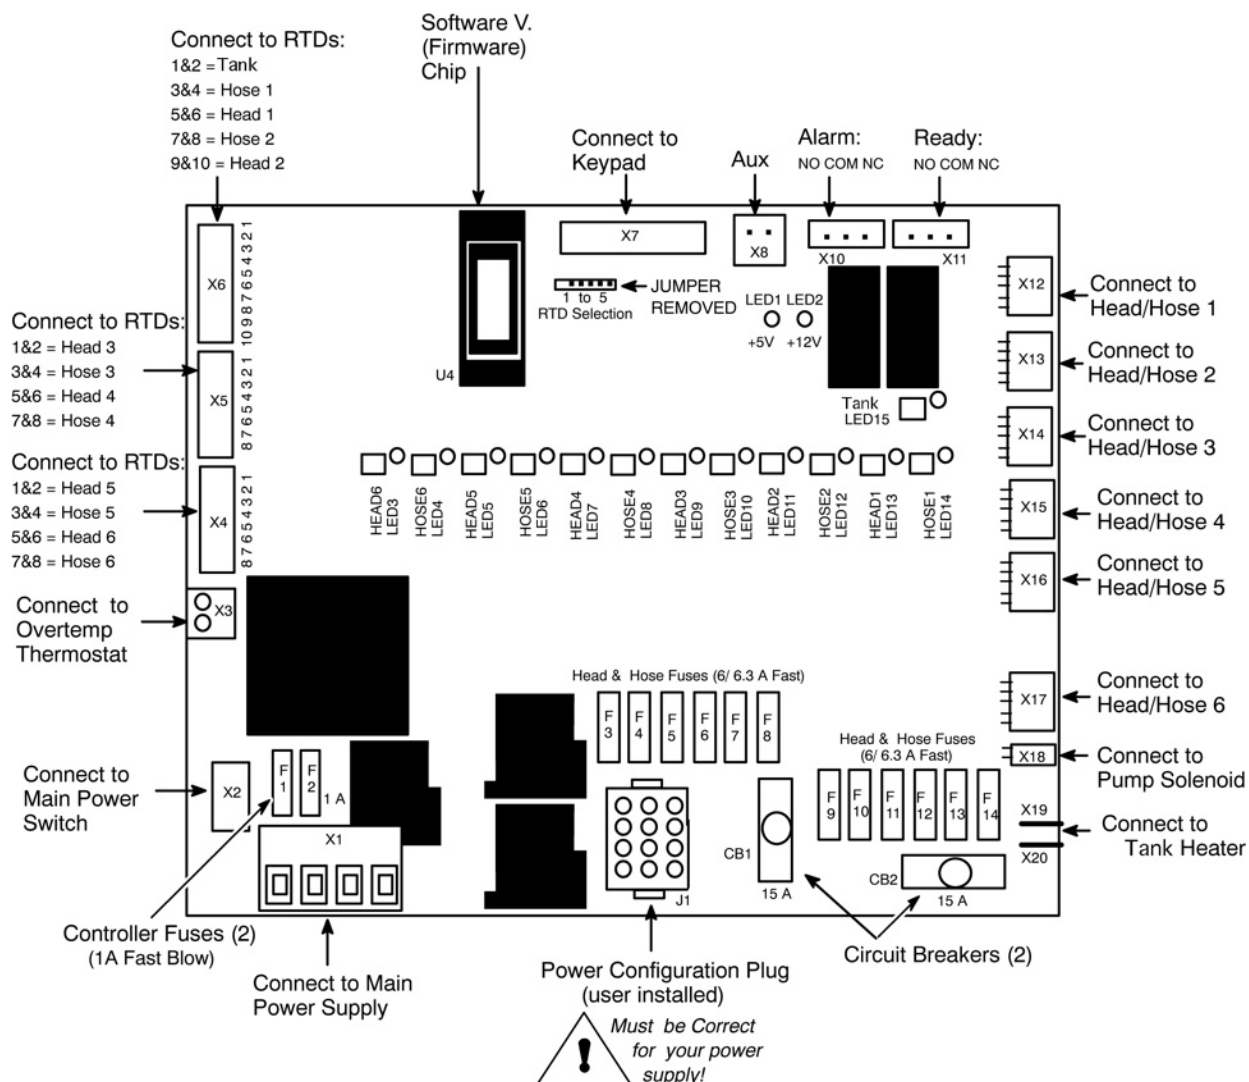 Software V.
(Firmware)
Chip
Connect to RTDs:
1&2 = Tank
3&4 = Hose 1
5&6 = Head 1
7&8 = Hose 2
9&10 = Head 2
Connect to
Keypad
Aux
Alarm:
NO COM NC
Ready:
NO COM NC
X6
10 9 8 7 6 5 4 3 2 1
X7
X8
X10
X11
1 to 5
RTD Selection
JUMPER
REMOVED
LED1
+5V
LED2
+12V
U4
Tank
LED15
X12
Connect to
Head/Hose 1
X13
Connect to
Head/Hose 2
X14
Connect to
Head/Hose 3
X15
Connect to
Head/Hose 4
X16
Connect to
Head/Hose 5
X17
Connect to
Head/Hose 6
X18
Connect to
Pump Solenoid
X19
X20
Connect to
Tank Heater
Connect to RTDs:
1&2 = Head 3
3&4 = Hose 3
5&6 = Head 4
7&8 = Hose 4
X5
8 7 6 5 4 3 2 1
Connect to RTDs:
1&2 = Head 5
3&4 = Hose 5
5&6 = Head 6
7&8 = Hose 6
X4
8 7 6 5 4 3 2 1
HEAD6
LED3
HOSE6
LED4
HEAD5
LED5
HOSE5
LED6
HEAD4
LED7
HOSE4
LED8
HEAD3
LED9
HOSE3
LED10
HEAD2
LED11
HOSE2
LED12
HEAD1
LED13
HOSE1
LED14
Connect to
Overtemp
Thermostat
X3
Connect to
Main Power
Switch
X2
F1
F2
1 A
X1
Head & Hose Fuses (6/ 6.3 A Fast)
F3
F4
F5
F6
F7
F8
Head & Hose Fuses
(6/ 6.3 A Fast)
F9
F10
F11
F12
F13
F14
J1
CB1
15 A
CB2
15 A
Controller Fuses (2)
(1A Fast Blow)
Connect to Main
Power Supply
Power Configuration Plug
(user installed)
Circuit Breakers (2)
!
Must be Correct
for your power
supply!